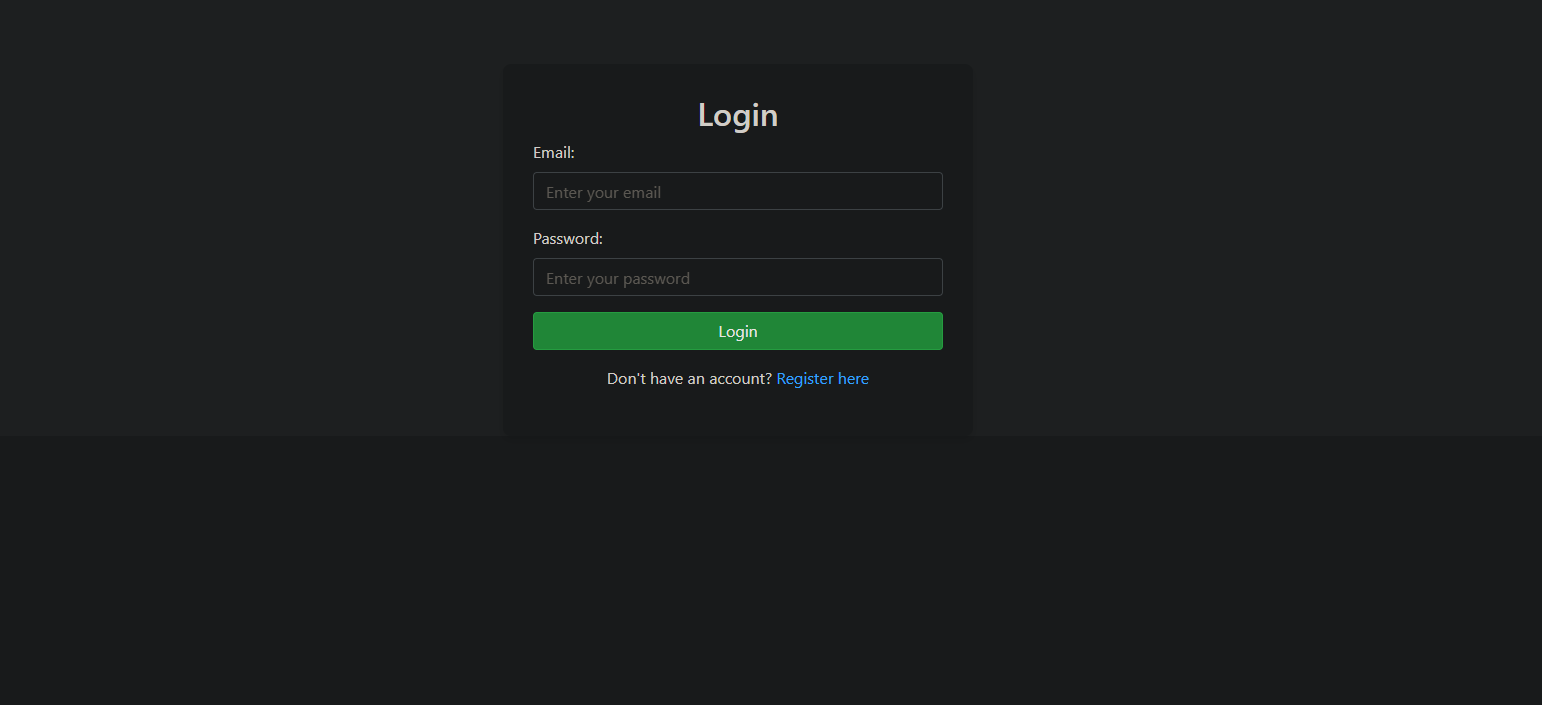 Login
Email:
Enter your email
Password:
Enter your password
Login
Don't have an account? Register here